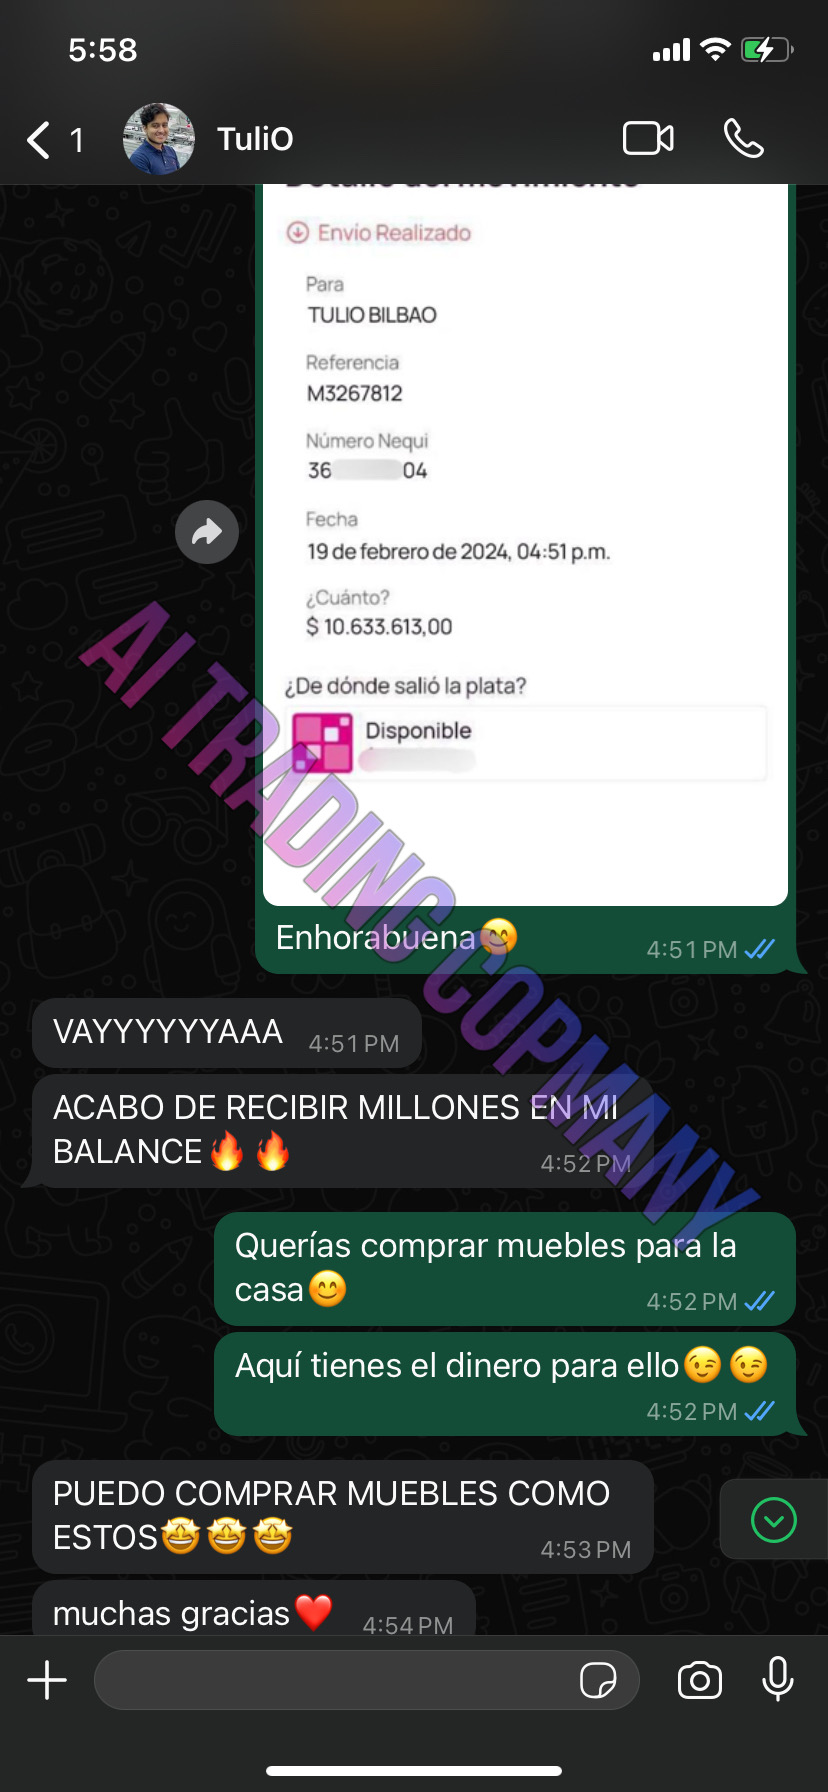 5:58
1
TuliO
Detalle del movimiento
Envio Realizado
Para
TULIO BILBAO
Referencia
M3267812
Número Nequi
36 04
Fecha
19 de febrero de 2024, 04:51 p.m.
¿Cuánto?
$ 10.633.613,00
¿De dónde salió la plata?
Disponible
Enhorabuena😊
4:51 PM
VAYYYYYYAAA
4:51 PM
ACABO DE RECIBIR MILLONES EN MI
BALANCE🔥🔥
4:52 PM
Querías comprar muebles para la
casa😊
4:52 PM
Aquí tienes el dinero para ello😉😉
4:52 PM
PUEDO COMPRAR MUEBLES COMO
ESTOS🤩🤩🤩
4:53 PM
muchas gracias❤️
4:54 PM
AI TRADING COPMANY